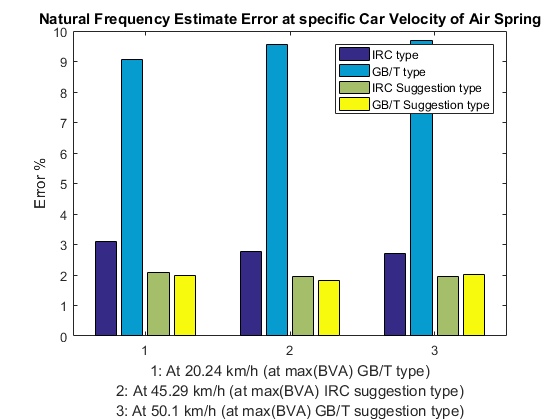 Natural Frequency Estimate Error at specific Car Velocity of Air Spring
10
9
8
7
6
5
4
3
2
1
0
Error %
IRC type
GB/T type
IRC Suggestion type
GB/T Suggestion type
1
2
3
1: At 20.24 km/h (at max(BVA) GB/T type)
2: At 45.29 km/h (at max(BVA) IRC suggestion type)
3: At 50.1 km/h (at max(BVA) GB/T suggestion type)